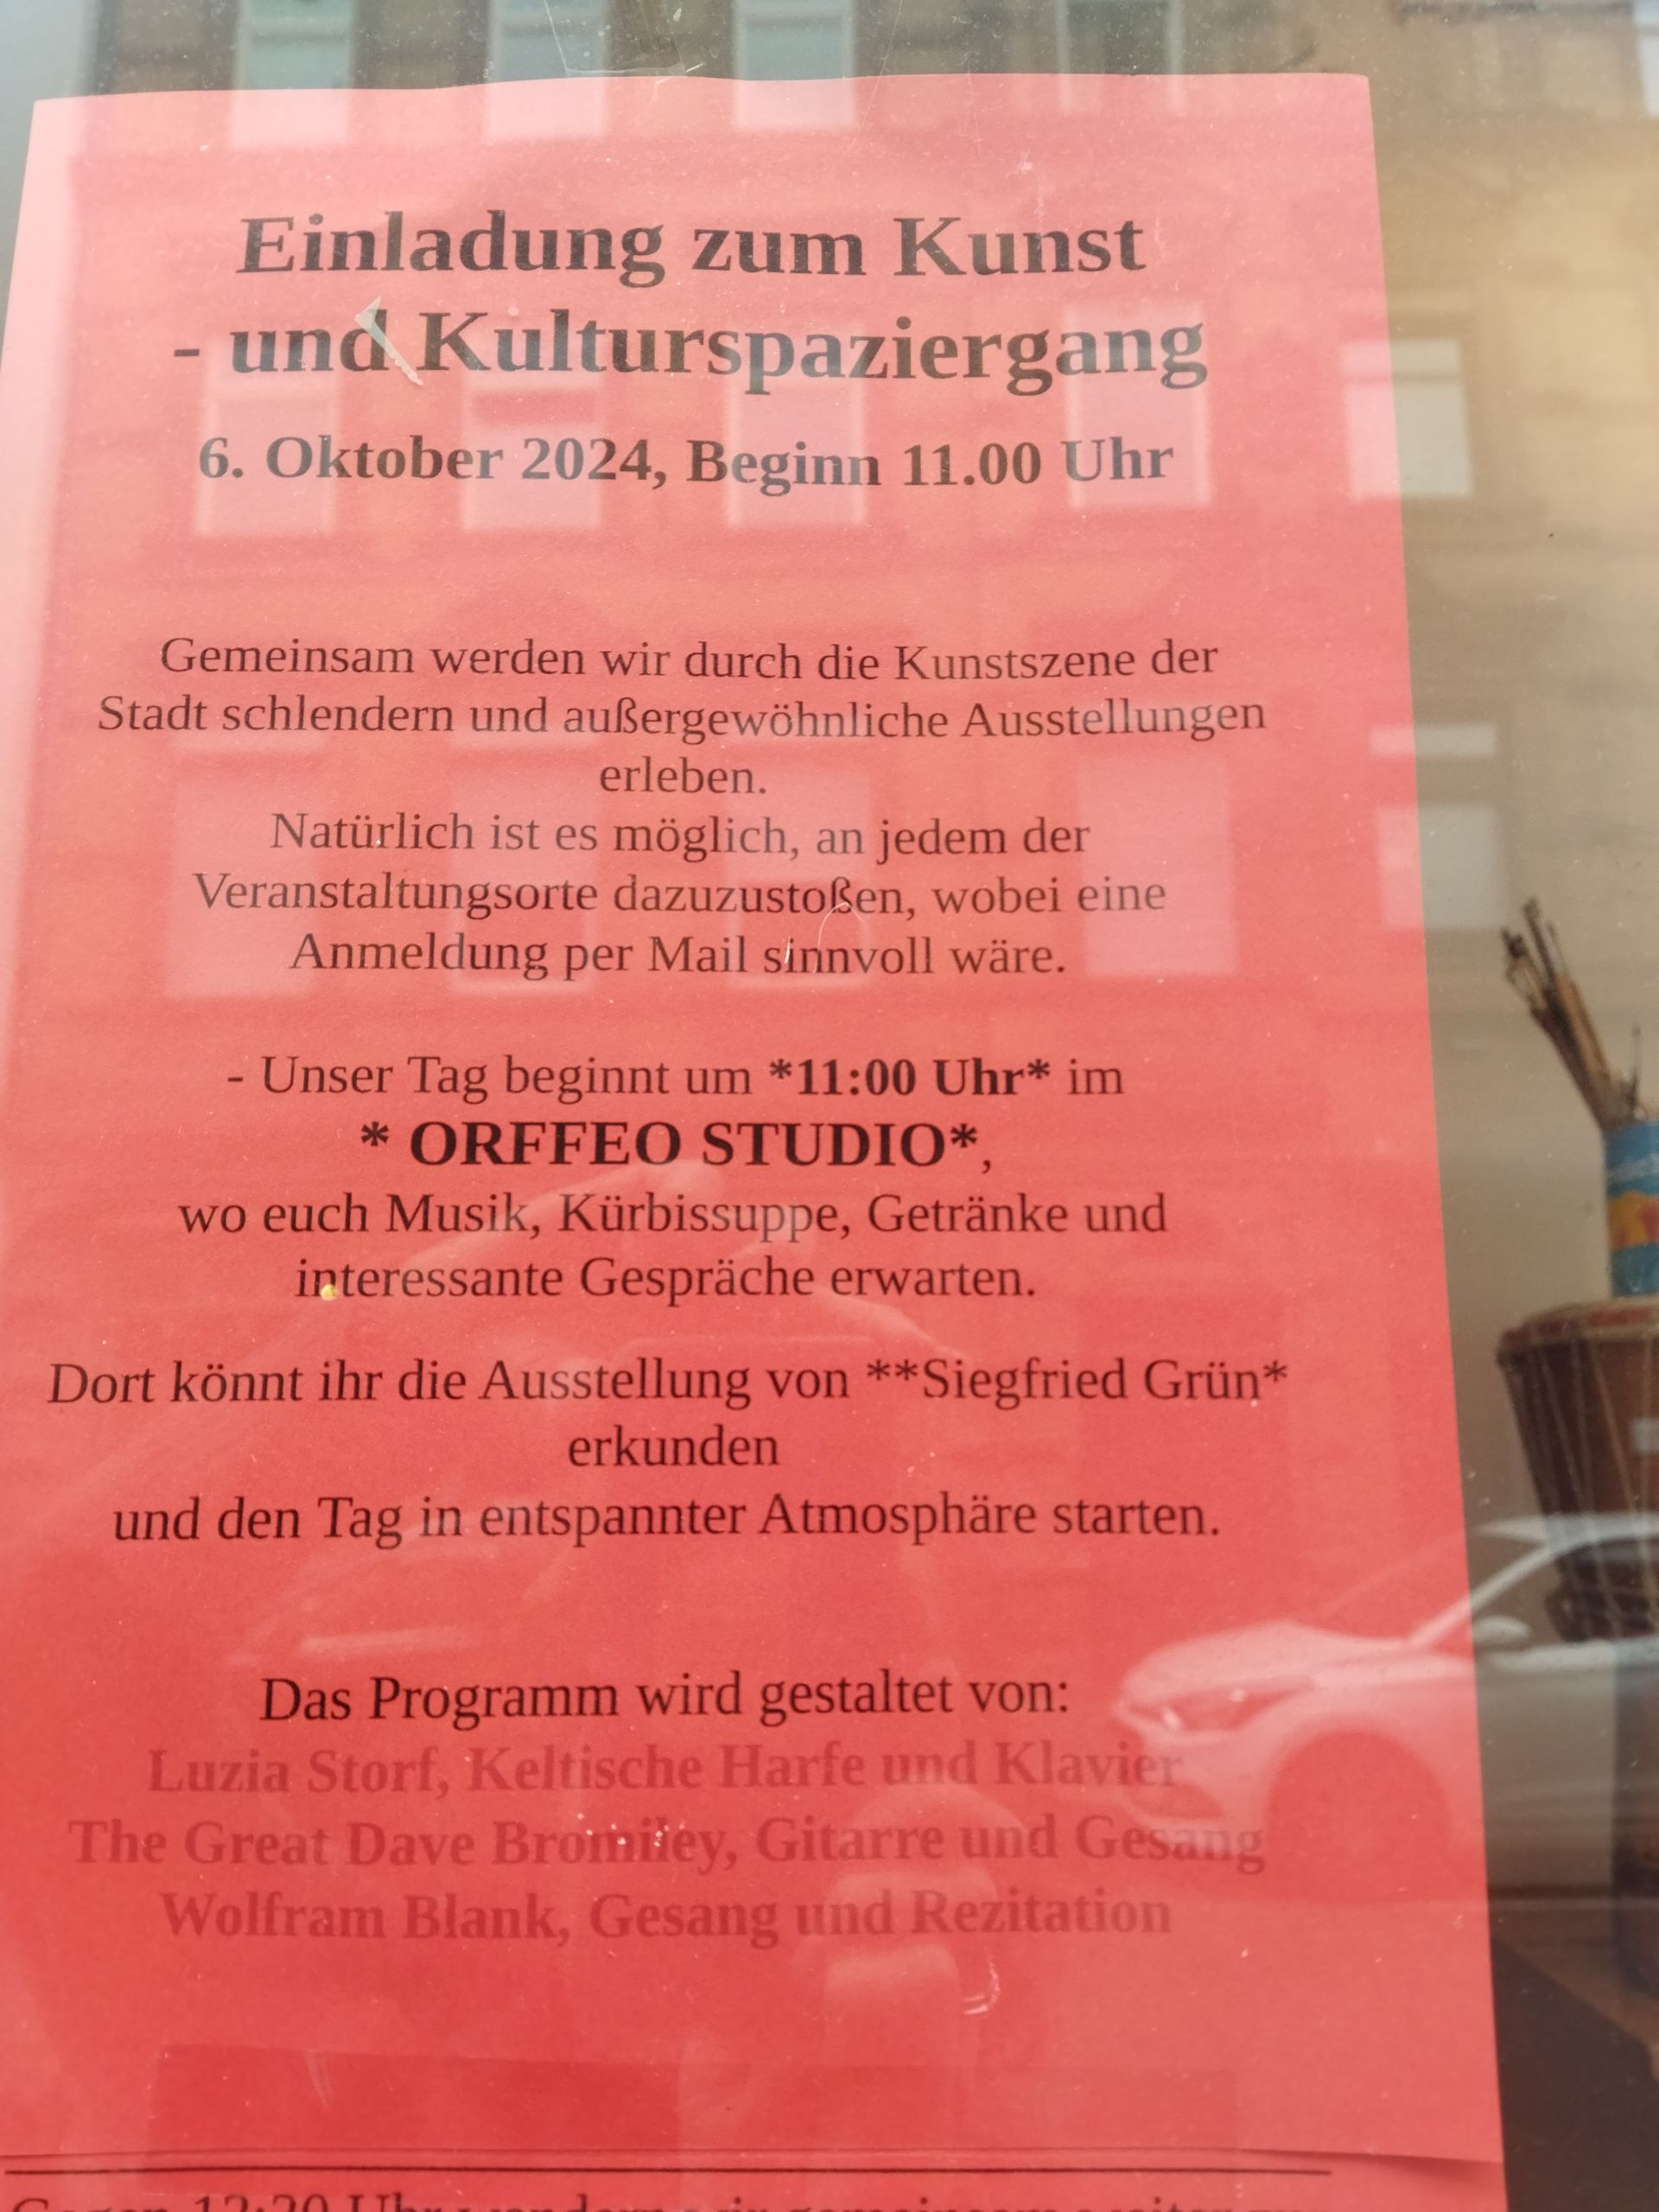 Einladung zum Kunst
- und Kulturspaziergang
6. Oktober 2024, Beginn 11.00 Uhr
Gemeinsam werden wir durch die Kunstszene der
Stadt schlendern und außergewöhnliche Ausstellungen
erleben.
Natürlich ist es möglich, an jedem der
Veranstaltungsorte dazuzustoßen, wobei eine
Anmeldung per Mail sinnvoll wäre.
- Unser Tag beginnt um *11:00 Uhr* im
* ORFFEO STUDIO*,
wo euch Musik, Kürbissuppe, Getränke und
interessante Gespräche erwarten.
Dort könnt ihr die Ausstellung von **Siegfried Grün*
erkunden
und den Tag in entspannter Atmosphäre starten.
Das Programm wird gestaltet von:
Luzia Storf, Keltische Harfe und Klavier
The Great Dave Bromiley, Gitarre und Gesang
Wolfram Blank, Gesang und Rezitation
Uhr wandern wir gemeinsam weiter